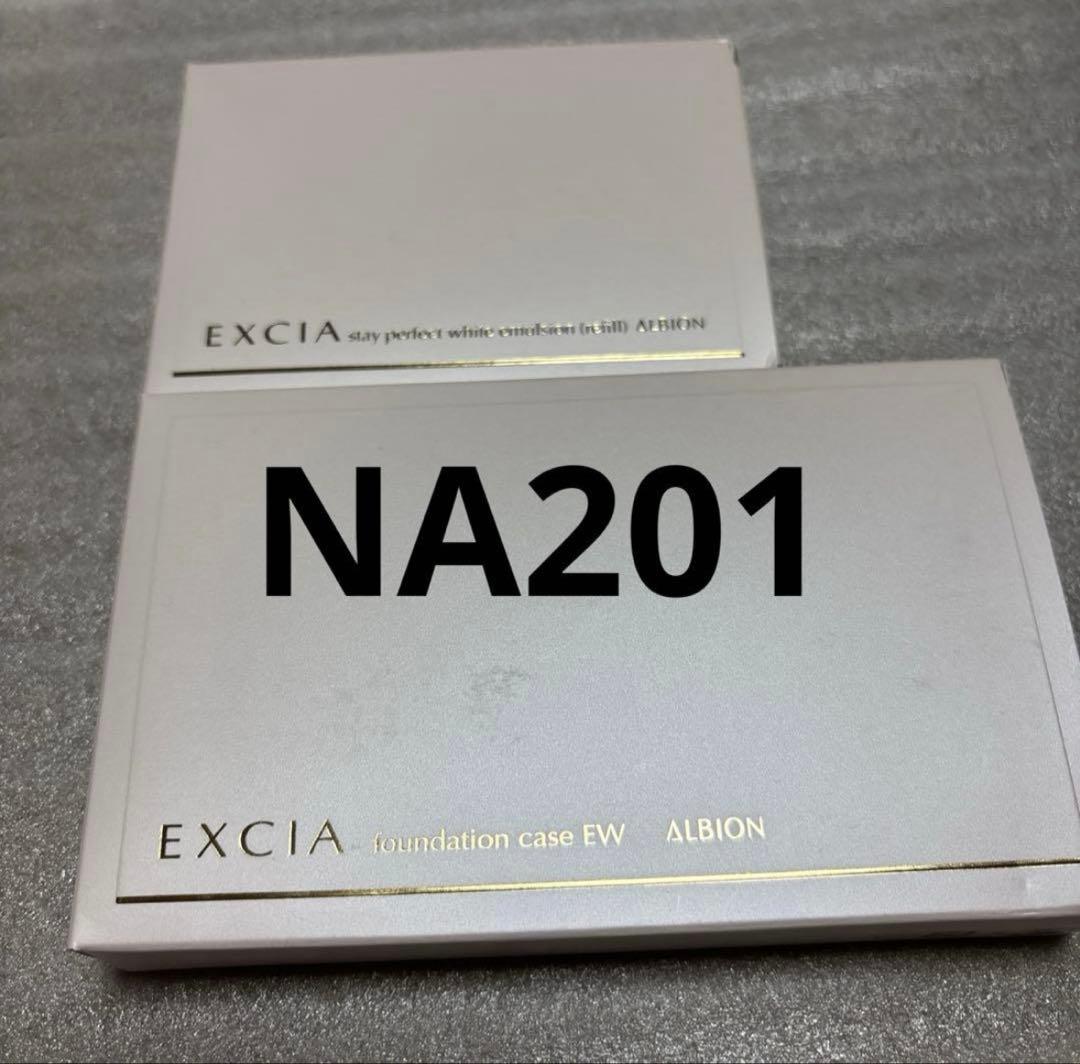 EXCIA stay perfect white emulsion (refill) ALBION
NA201
EXCIA foundation case EW ALBION